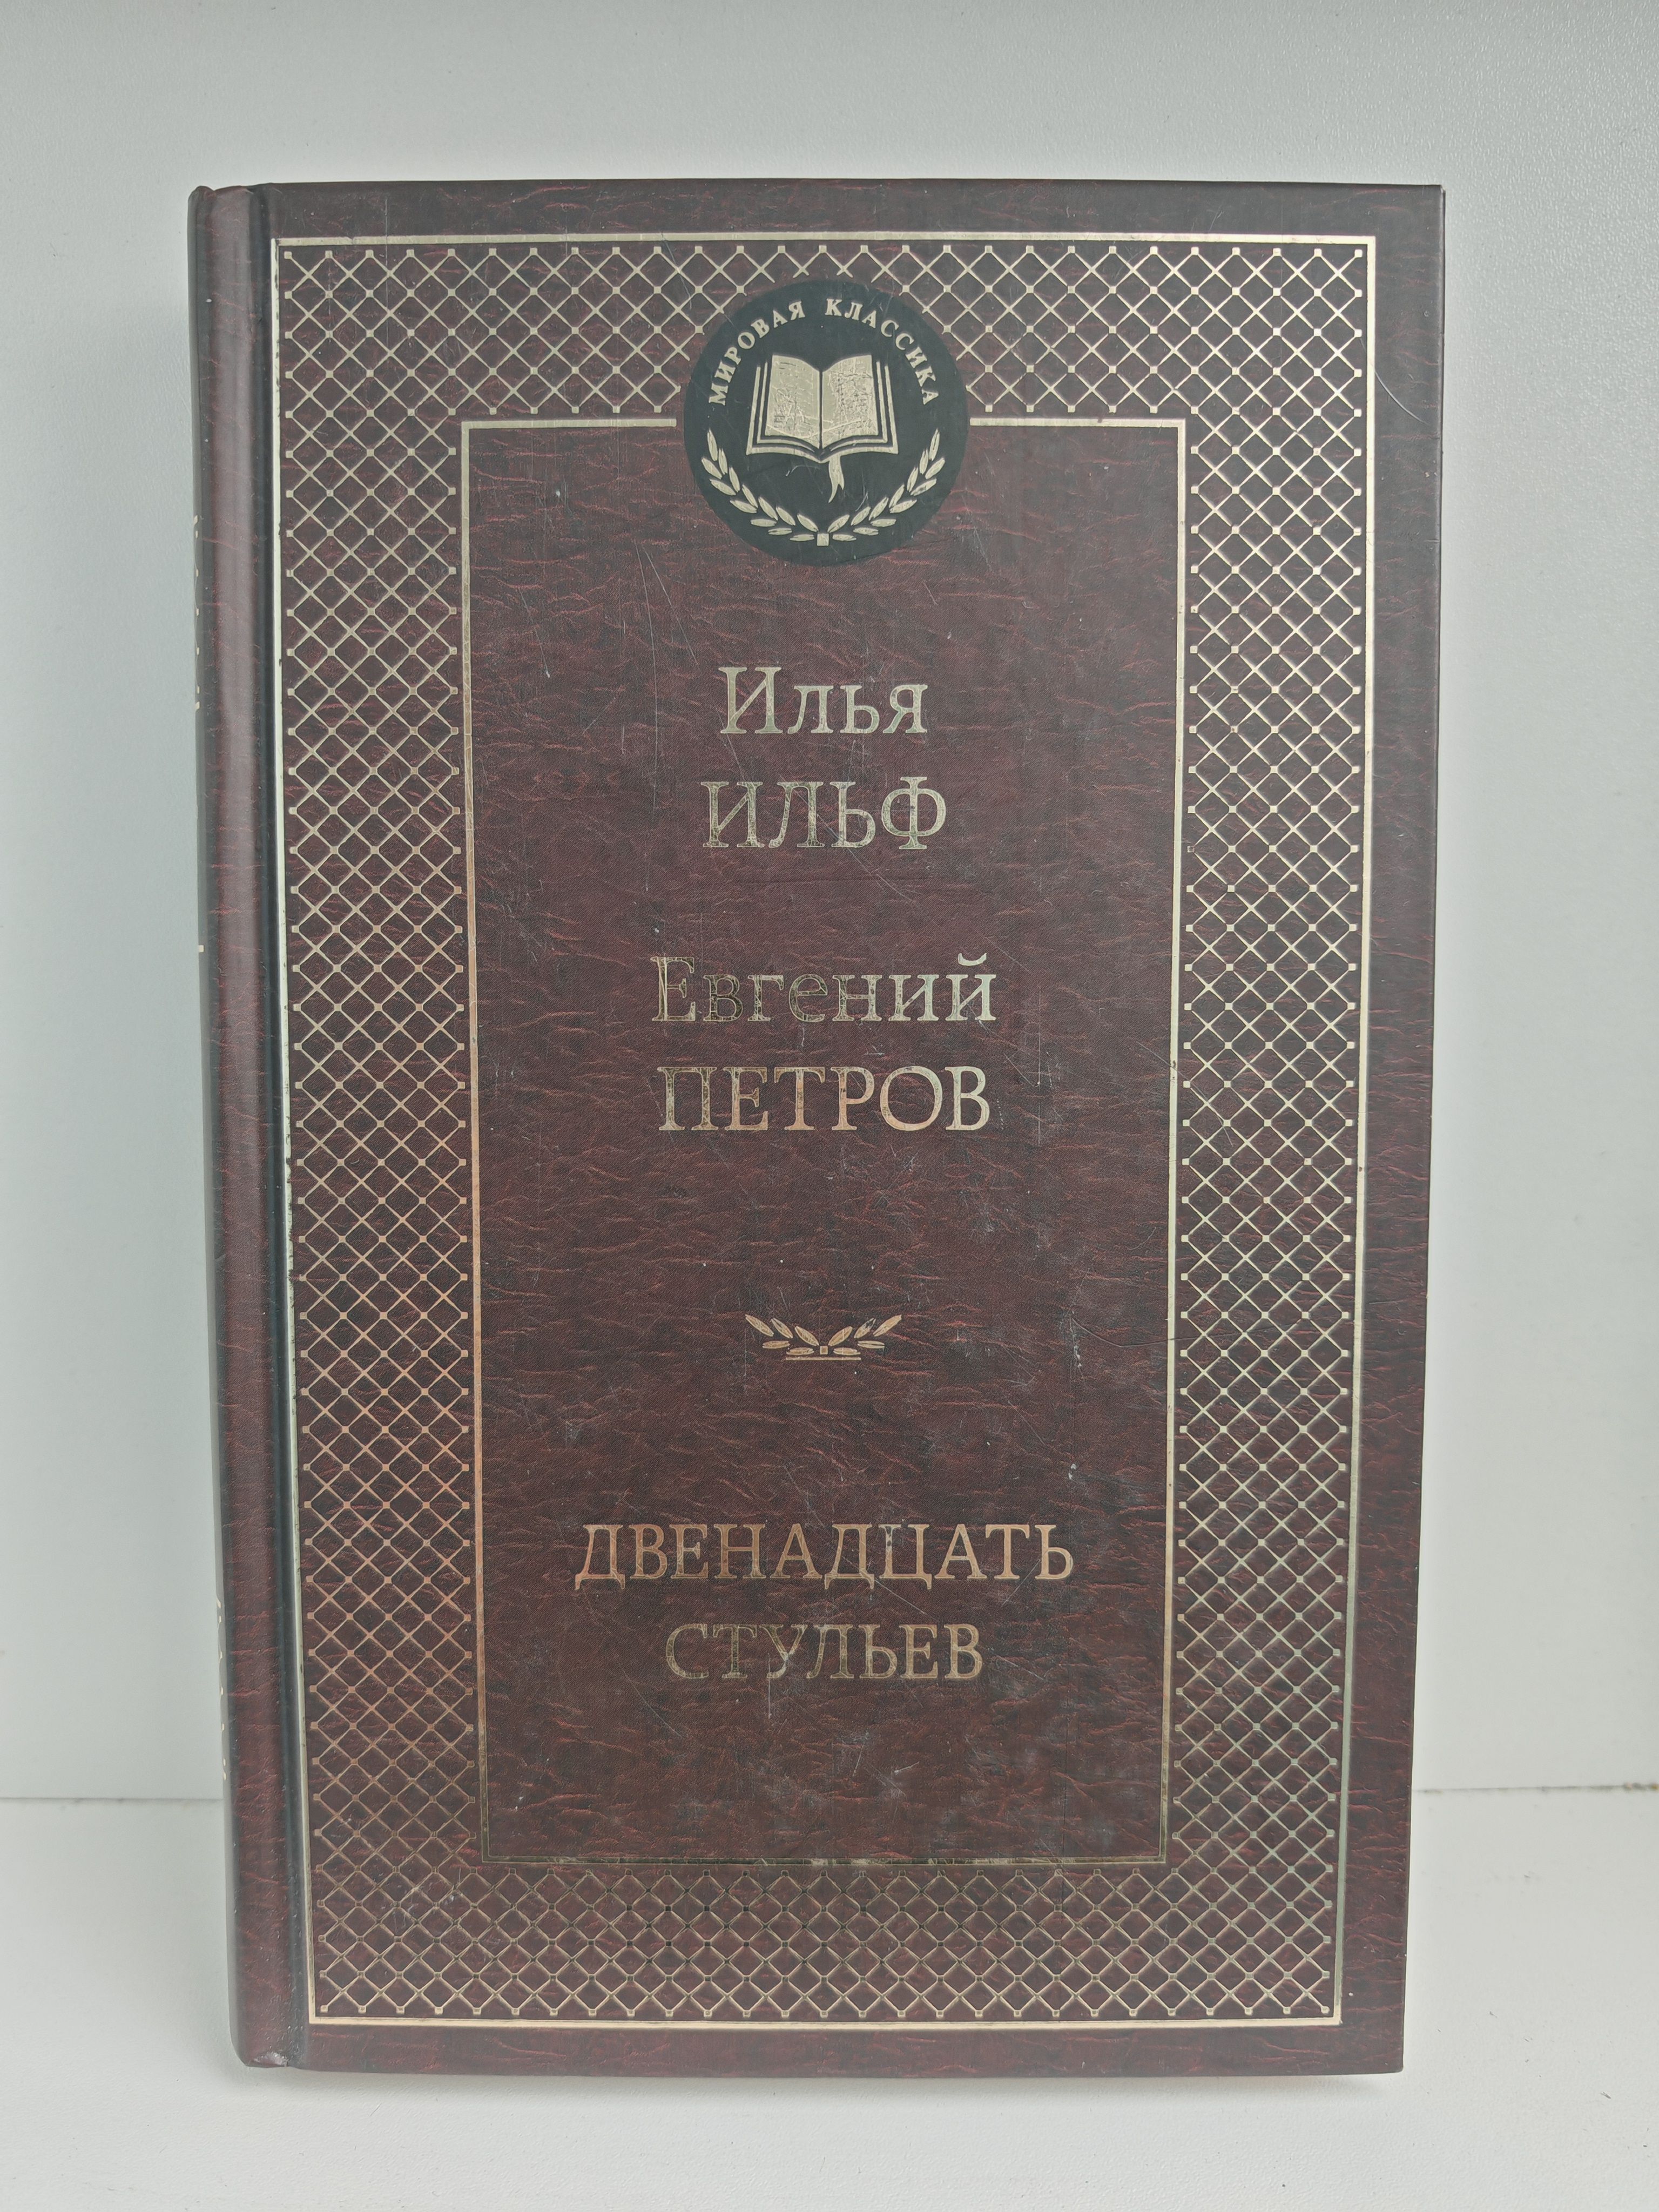 МИРОВАЯ КЛАССИКА
Илья
ИЛЬФ
Евгений
ПЕТРОВ
ДВЕНАДЦАТЬ
СТУЛЬЕВ